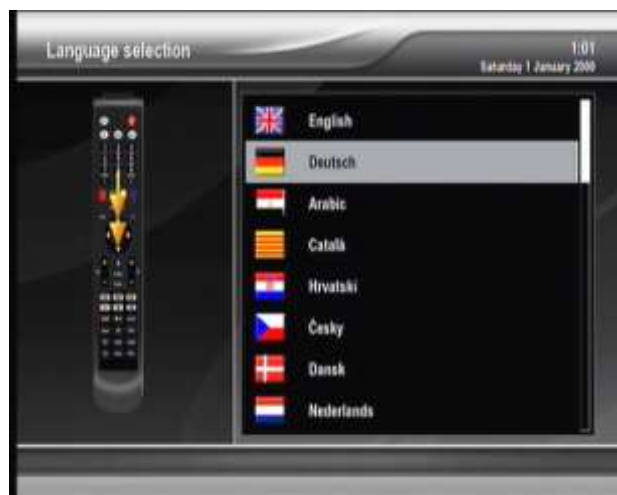 Language selection
1:01
Saturday 1 January 2000
English
Deutsch
Arabic
Català
Hrvatski
Česky
Dansk
Nederlands